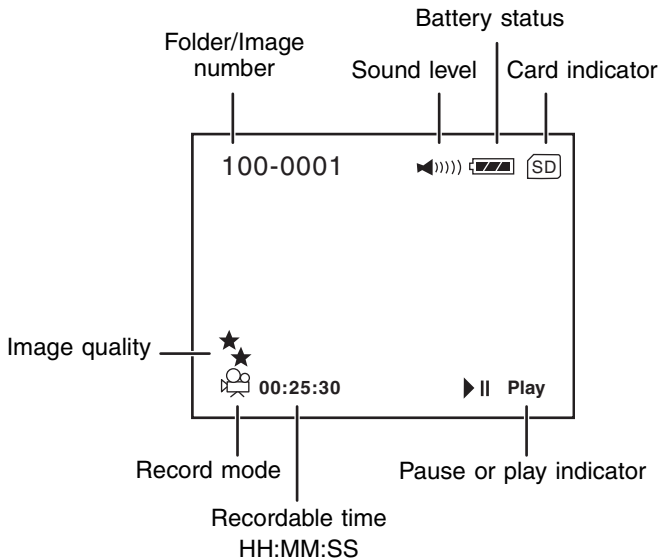 Battery status
Folder/Image
number
Sound level
Card indicator
100-0001
SD
Image quality
00:25:30
Play
Record mode
Pause or play indicator
Recordable time
HH:MM:SS